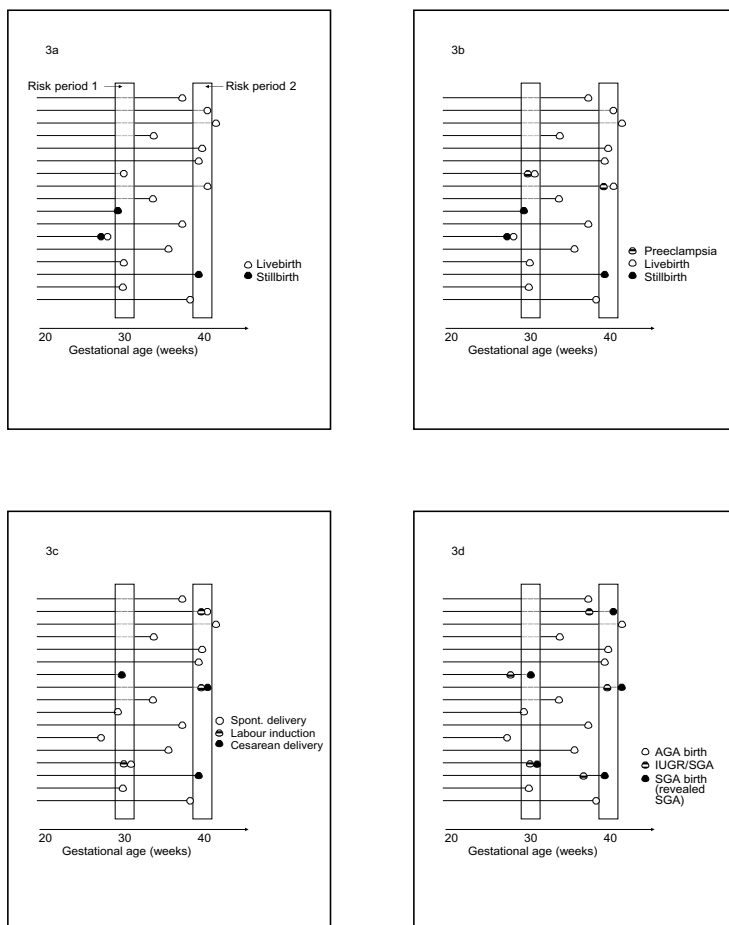 3a
Risk period 1
Risk period 2
Livebirth
Stillbirth
20 30 40
Gestational age (weeks)
3b
Preeclampsia
Livebirth
Stillbirth
20 30 40
Gestational age (weeks)
3c
Spont. delivery
Labour induction
Cesarean delivery
20 30 40
Gestational age (weeks)
3d
AGA birth
IUGR/SGA
SGA birth
(revealed
SGA)
20 30 40
Gestational age (weeks)